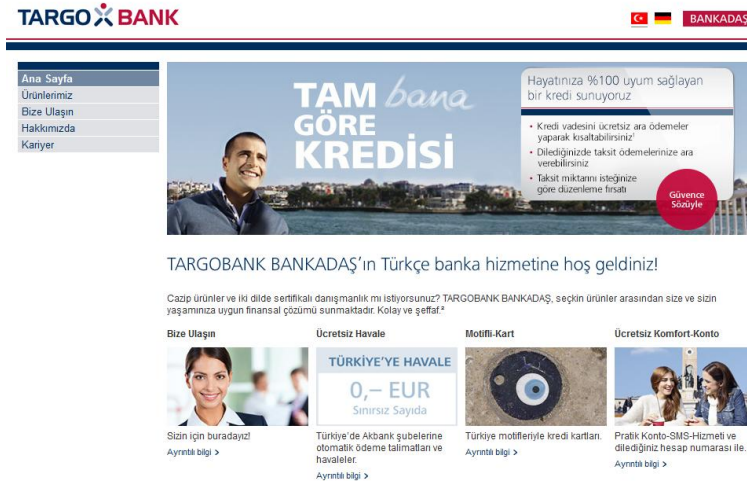 TARGO BANK
BANKADAŞ
Ana Sayfa
Ürünlerimiz
Bize Ulaşın
Hakkımızda
Kariyer
TAM bana
GÖRE
KREDİSİ
Hayatınıza %100 uyum sağlayan
bir kredi sunuyoruz
• Kredi vadesini ücretsiz ara ödemeler
yaparak kısaltabilirsiniz¹
• Dilediğinizde taksit ödemelerinize ara
verebilirsiniz
• Taksit miktarını isteğinize
göre düzenleme fırsatı
Güvence
Sözüyle
TARGOBANK BANKADAŞ'ın Türkçe banka hizmetine hoş geldiniz!
Cazip ürünler ve iki dilde sertifikalı danışmanlık mı istiyorsunuz? TARGOBANK BANKADAŞ, seçkin ürünler arasından size ve sizin
yaşamınıza uygun finansal çözümü sunmaktadır. Kolay ve şeffaf.²
Bize Ulaşın
Sizin için buradayız!
Ayrıntılı bilgi >
Ücretsiz Havale
TÜRKİYE'YE HAVALE
0,– EUR
Sınırsız Sayıda
Türkiye'de Akbank şubelerine
otomatik ödeme talimatları ve
havaleler.
Ayrıntılı bilgi >
Motifli-Kart
Türkiye motifleriyle kredi kartları.
Ayrıntılı bilgi >
Ücretsiz Komfort-Konto
Pratik Konto-SMS-Hizmeti ve
dilediğiniz hesap numarası ile.
Ayrıntılı bilgi >